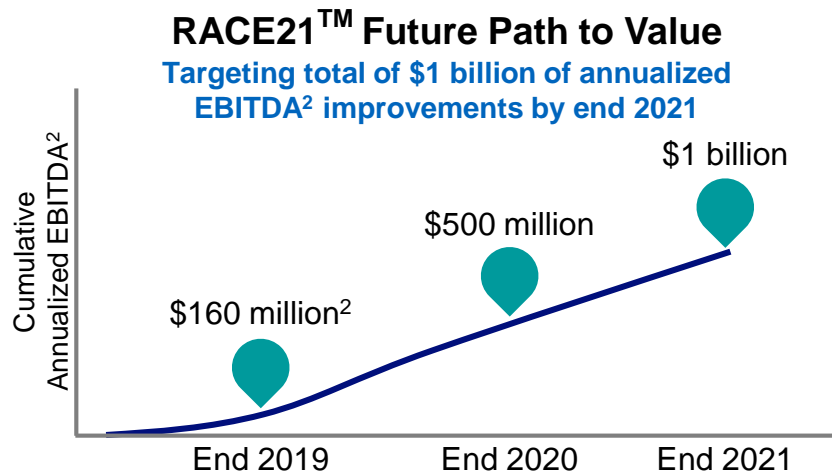 RACE21™ Future Path to Value
Targeting total of $1 billion of annualized
EBITDA² improvements by end 2021
Cumulative
Annualized EBITDA²
$1 billion
$500 million
$160 million²
End 2019 End 2020 End 2021